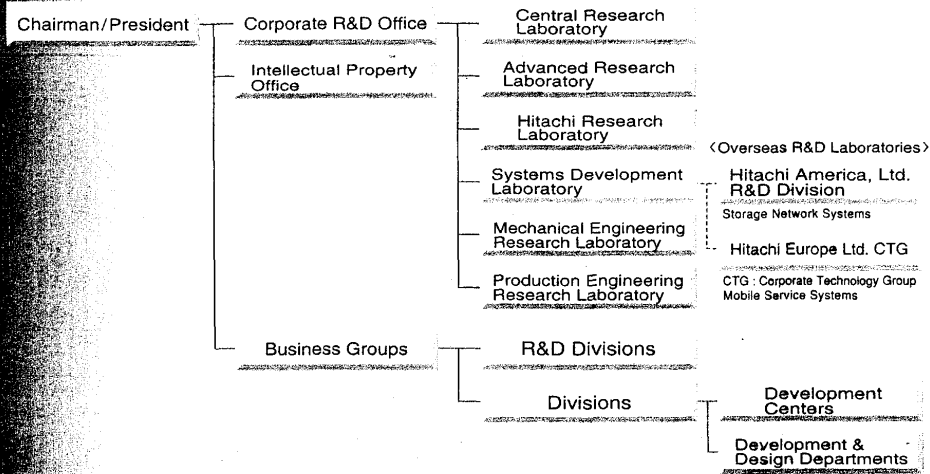 Chairman/President
Corporate R&D Office
Intellectual Property
Office
Central Research
Laboratory
Advanced Research
Laboratory
Hitachi Research
Laboratory
Systems Development
Laboratory
Mechanical Engineering
Research Laboratory
Production Engineering
Research Laboratory
<Overseas R&D Laboratories>
Hitachi America, Ltd.
R&D Division
Storage Network Systems
Hitachi Europe Ltd. CTG
CTG : Corporate Technology Group
Mobile Service Systems
Business Groups
R&D Divisions
Divisions
Development
Centers
Development &
Design Departments